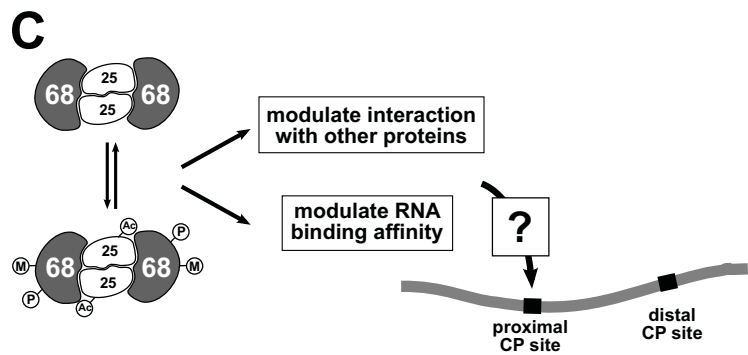 C
68 25 68
25
modulate interaction
with other proteins
modulate RNA
binding affinity
?
Ac
P
25
M 68 68 M
25
P
Ac
proximal
CP site
distal
CP site